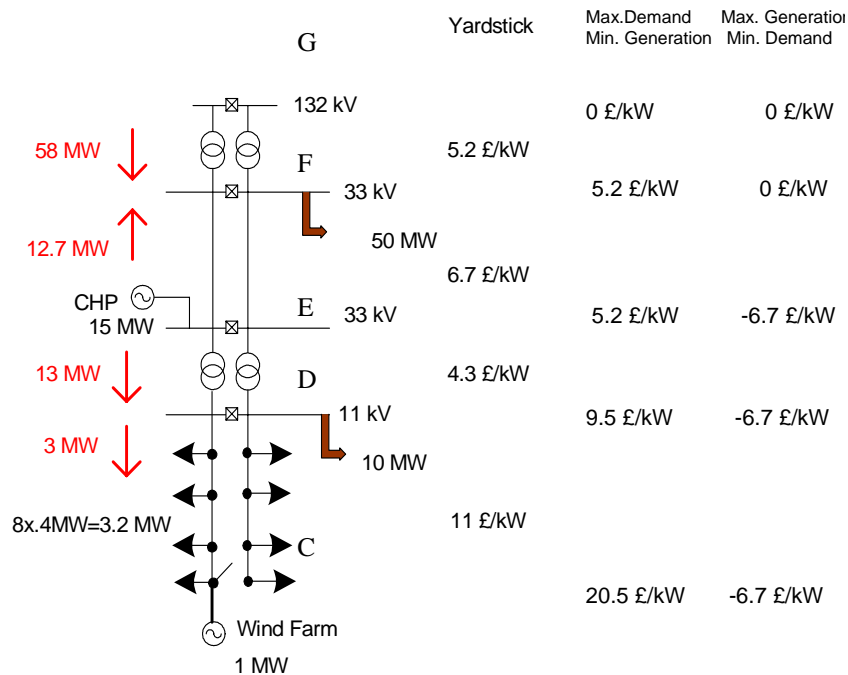 Yardstick
Max.Demand
Min. Generation
Max. Generation
Min. Demand
G
132 kV
0 £/kW
0 £/kW
58 MW
5.2 £/kW
F
33 kV
5.2 £/kW
0 £/kW
50 MW
12.7 MW
6.7 £/kW
CHP
15 MW
E
33 kV
5.2 £/kW
-6.7 £/kW
13 MW
D
4.3 £/kW
11 kV
9.5 £/kW
-6.7 £/kW
3 MW
10 MW
8x.4MW=3.2 MW
11 £/kW
C
20.5 £/kW
-6.7 £/kW
Wind Farm
1 MW